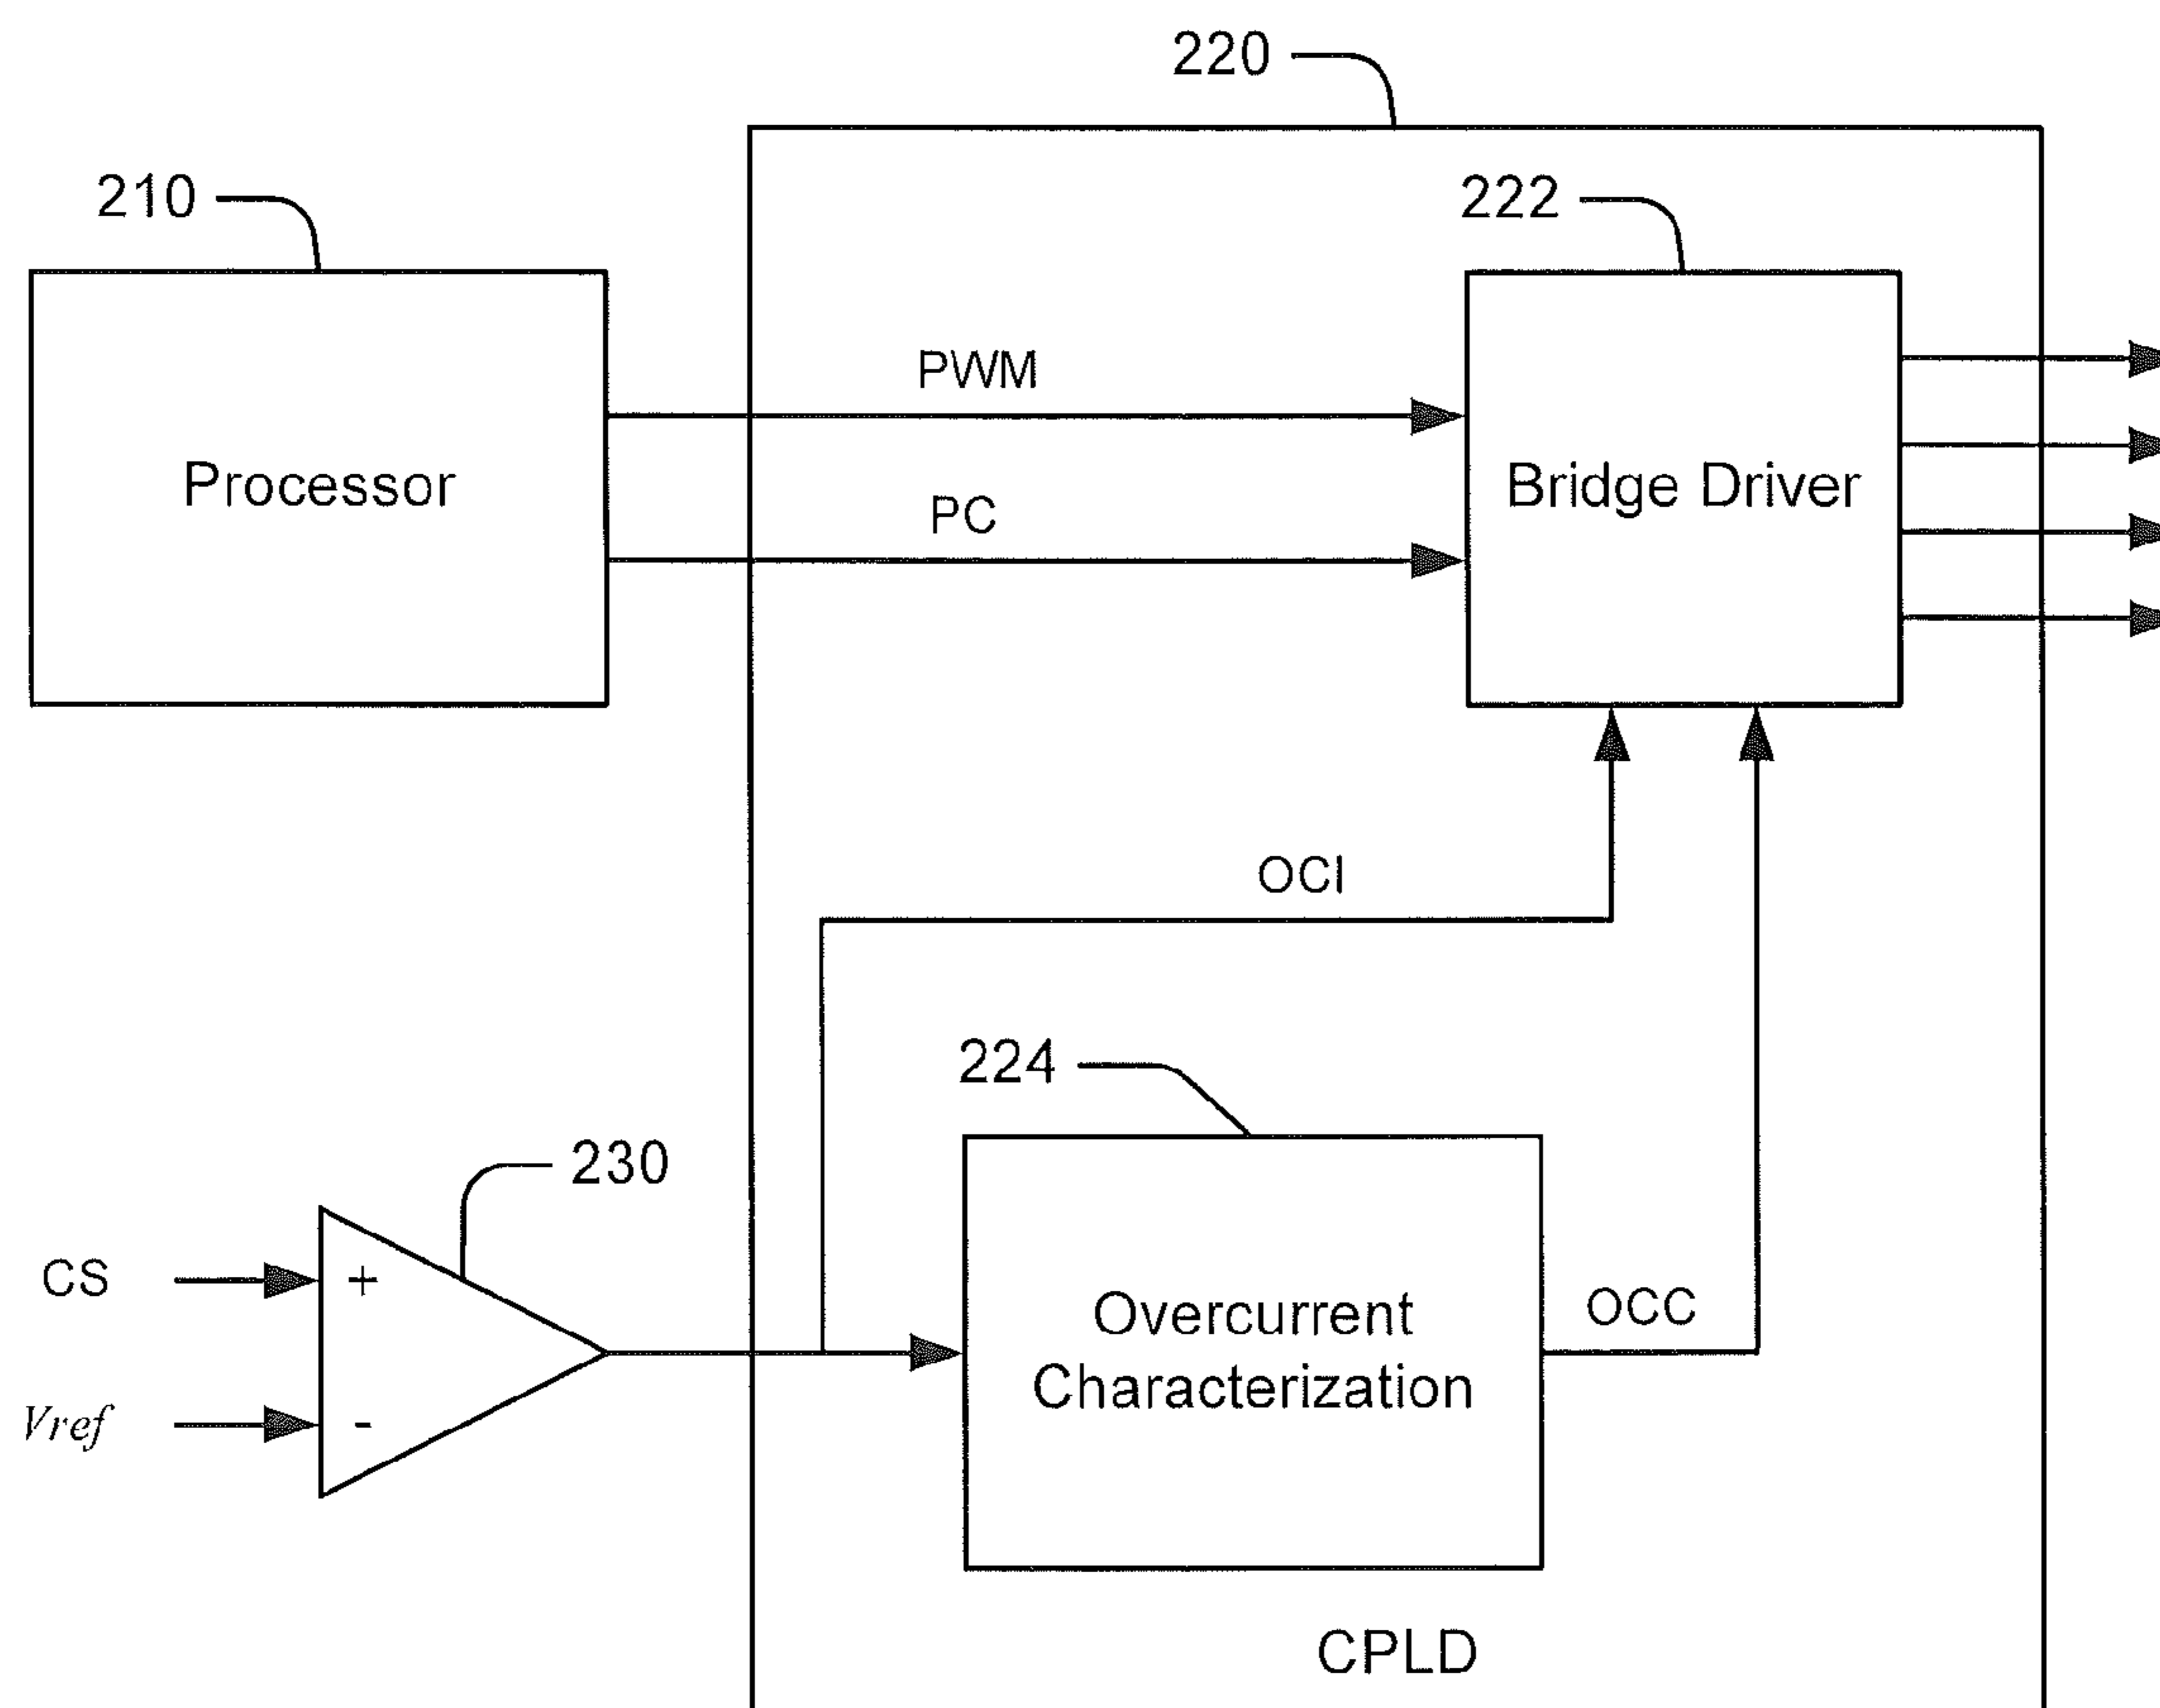 220
210
222
PWM
Processor
Bridge Driver
PC
OCI
224
230
CS
+
Overcurrent
Characterization
OCC
Vref
-
CPLD